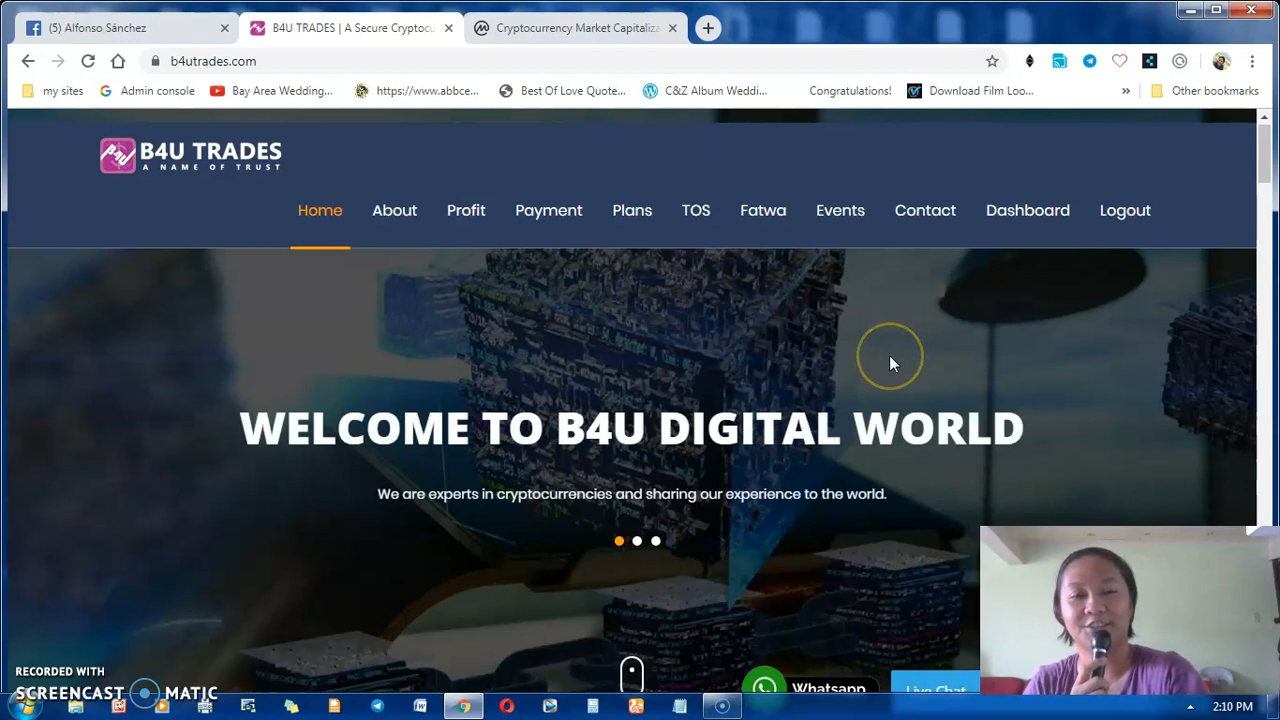 (5) Alfonso Sánchez
B4U TRADES | A Secure Cryptocu
Cryptocurrency Market Capitaliza
b4utrades.com
my sites
Admin console
Bay Area Wedding...
https://www.abbce...
Best Of Love Quote...
C&Z Album Weddi...
Congratulations!
Download Film Loo...
»
Other bookmarks
B4U TRADES
A NAME OF TRUST
Home
About
Profit
Payment
Plans
TOS
Fatwa
Events
Contact
Dashboard
Logout
WELCOME TO B4U DIGITAL WORLD
We are experts in cryptocurrencies and sharing our experience to the world.
Whatsapp
Live Chat
RECORDED WITH
SCREENCAST MATIC
2:10 PM